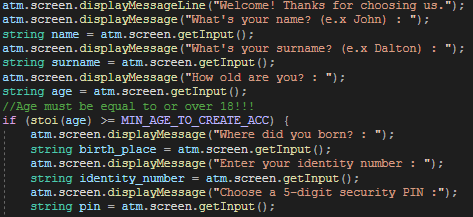 atm.screen.displayMessageLine("Welcome! Thanks for choosing us.");
atm.screen.displayMessage("What's your name? (e.x John) : ");
string name = atm.screen.getInput();
atm.screen.displayMessage("What's your surname? (e.x Dalton) : ");
string surname = atm.screen.getInput();
atm.screen.displayMessage("How old are you? : ");
string age = atm.screen.getInput();
//Age must be equal to or over 18!!!
if (stoi(age) >= MIN_AGE_TO_CREATE_ACC) {
    atm.screen.displayMessage("Where did you born? : ");
    string birth_place = atm.screen.getInput();
    atm.screen.displayMessage("Enter your identity number : ");
    string identity_number = atm.screen.getInput();
    atm.screen.displayMessage("Choose a 5-digit security PIN :");
    string pin = atm.screen.getInput();